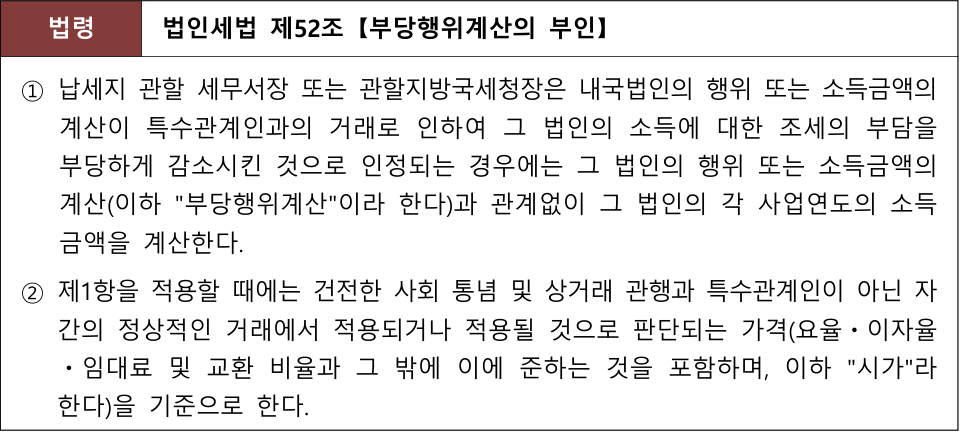 법령 법인세법 제52조 【부당행위계산의 부인】
① 납세지 관할 세무서장 또는 관할지방국세청장은 내국법인의 행위 또는 소득금액의
계산이 특수관계인과의 거래로 인하여 그 법인의 소득에 대한 조세의 부담을
부당하게 감소시킨 것으로 인정되는 경우에는 그 법인의 행위 또는 소득금액의
계산(이하 "부당행위계산"이라 한다)과 관계없이 그 법인의 각 사업연도의 소득
금액을 계산한다.
② 제1항을 적용할 때에는 건전한 사회 통념 및 상거래 관행과 특수관계인이 아닌 자
간의 정상적인 거래에서 적용되거나 적용될 것으로 판단되는 가격(요율・이자율
・임대료 및 교환 비율과 그 밖에 이에 준하는 것을 포함하며, 이하 "시가"라
한다)을 기준으로 한다.